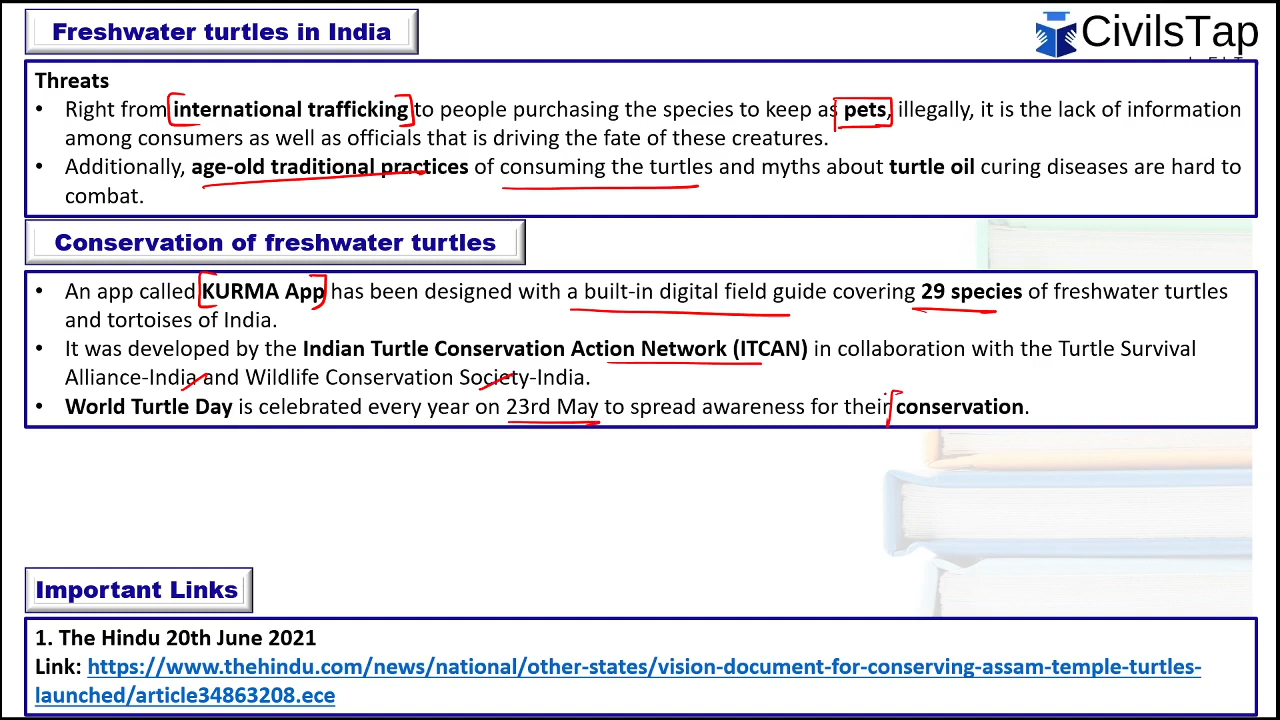 Freshwater turtles in India
CivilsTap
Threats
• Right from international trafficking to people purchasing the species to keep as pets, illegally, it is the lack of information
among consumers as well as officials that is driving the fate of these creatures.
• Additionally, age-old traditional practices of consuming the turtles and myths about turtle oil curing diseases are hard to
combat.
Conservation of freshwater turtles
• An app called KURMA App has been designed with a built-in digital field guide covering 29 species of freshwater turtles
and tortoises of India.
• It was developed by the Indian Turtle Conservation Action Network (ITCAN) in collaboration with the Turtle Survival
Alliance-India and Wildlife Conservation Society-India.
• World Turtle Day is celebrated every year on 23rd May to spread awareness for their conservation.
Important Links
1. The Hindu 20th June 2021
Link: https://www.thehindu.com/news/national/other-states/vision-document-for-conserving-assam-temple-turtles-
launched/article34863208.ece